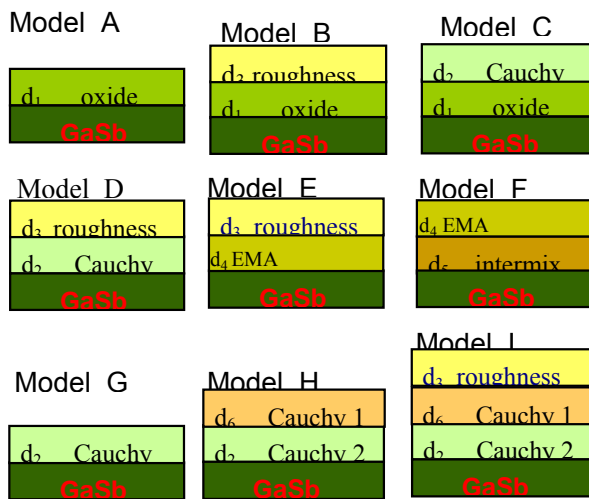 Model A
d₁ oxide
GaSb
Model B
d₃ roughness
d₁ oxide
GaSb
Model C
d₂ Cauchy
d₁ oxide
GaSb
Model D
d₃ roughness
d₂ Cauchy
GaSb
Model E
d₃ roughness
d₄ EMA
GaSb
Model F
d₄ EMA
d₅ intermix
GaSb
Model G
d₂ Cauchy
GaSb
Model H
d₆ Cauchy 1
d₂ Cauchy 2
GaSb
Model I
d₃ roughness
d₆ Cauchy 1
d₂ Cauchy 2
GaSb